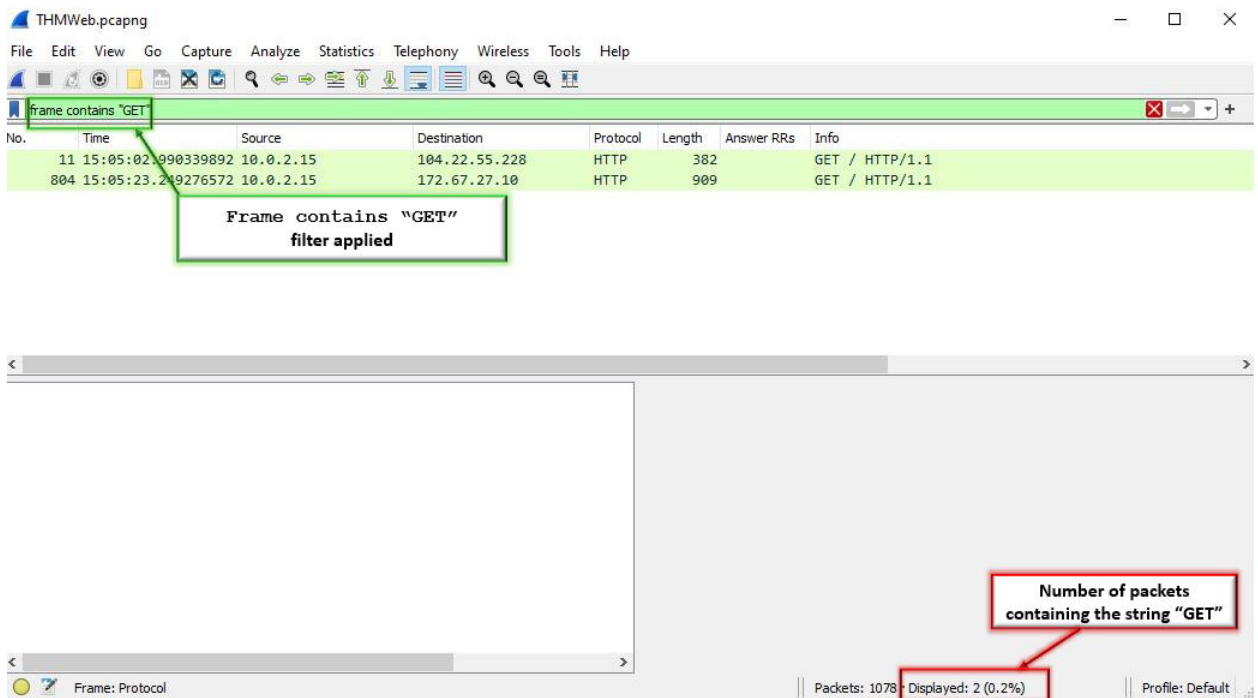 THMWeb.pcapng
File Edit View Go Capture Analyze Statistics Telephony Wireless Tools Help
frame contains "GET"
No. Time Source Destination Protocol Length Answer RRs Info
11 15:05:02.990339892 10.0.2.15 104.22.55.228 HTTP 382 GET / HTTP/1.1
804 15:05:23.249276572 10.0.2.15 172.67.27.10 HTTP 909 GET / HTTP/1.1
Frame contains “GET”
filter applied
Number of packets
containing the string “GET”
Frame: Protocol Packets: 1078 · Displayed: 2 (0.2%) Profile: Default